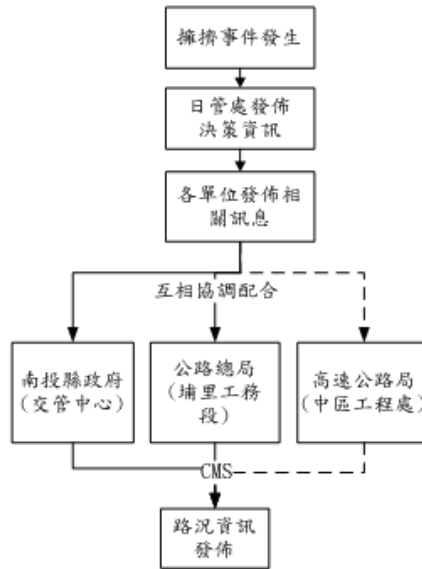 擁擠事件發生
日管處發佈
決策資訊
各單位發佈相
關訊息
互相協調配合
南投縣政府
(交管中心)
公路總局
(埔里工務
段)
高速公路局
(中區工程處)
CMS
路況資訊
發佈